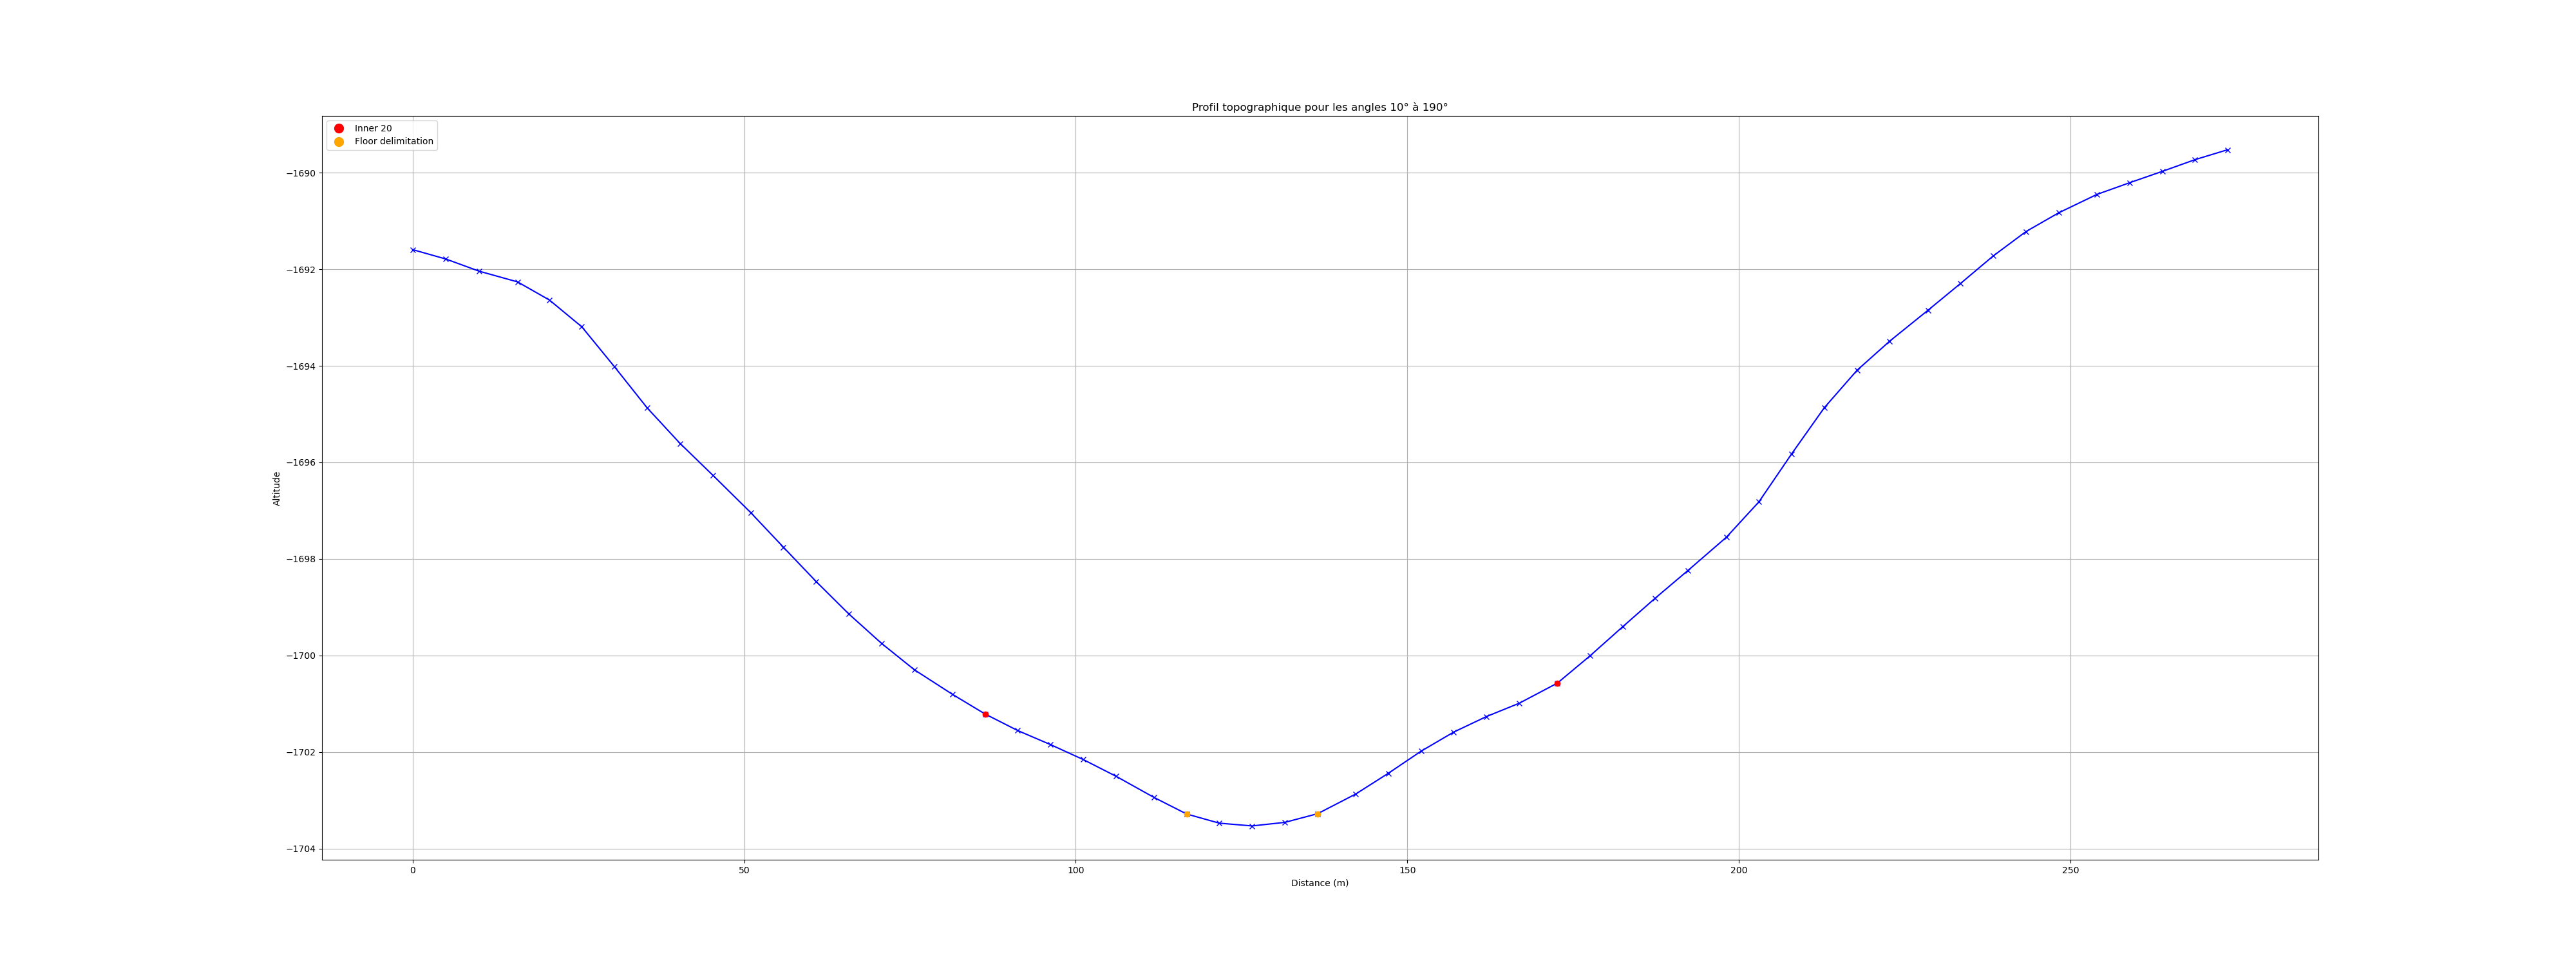 Profil topographique pour les angles 10° à 190°
Inner 20
Floor delimitation
−1690
−1692
−1694
−1696
−1698
−1700
−1702
−1704
Altitude
0 50 100 150 200 250
Distance (m)